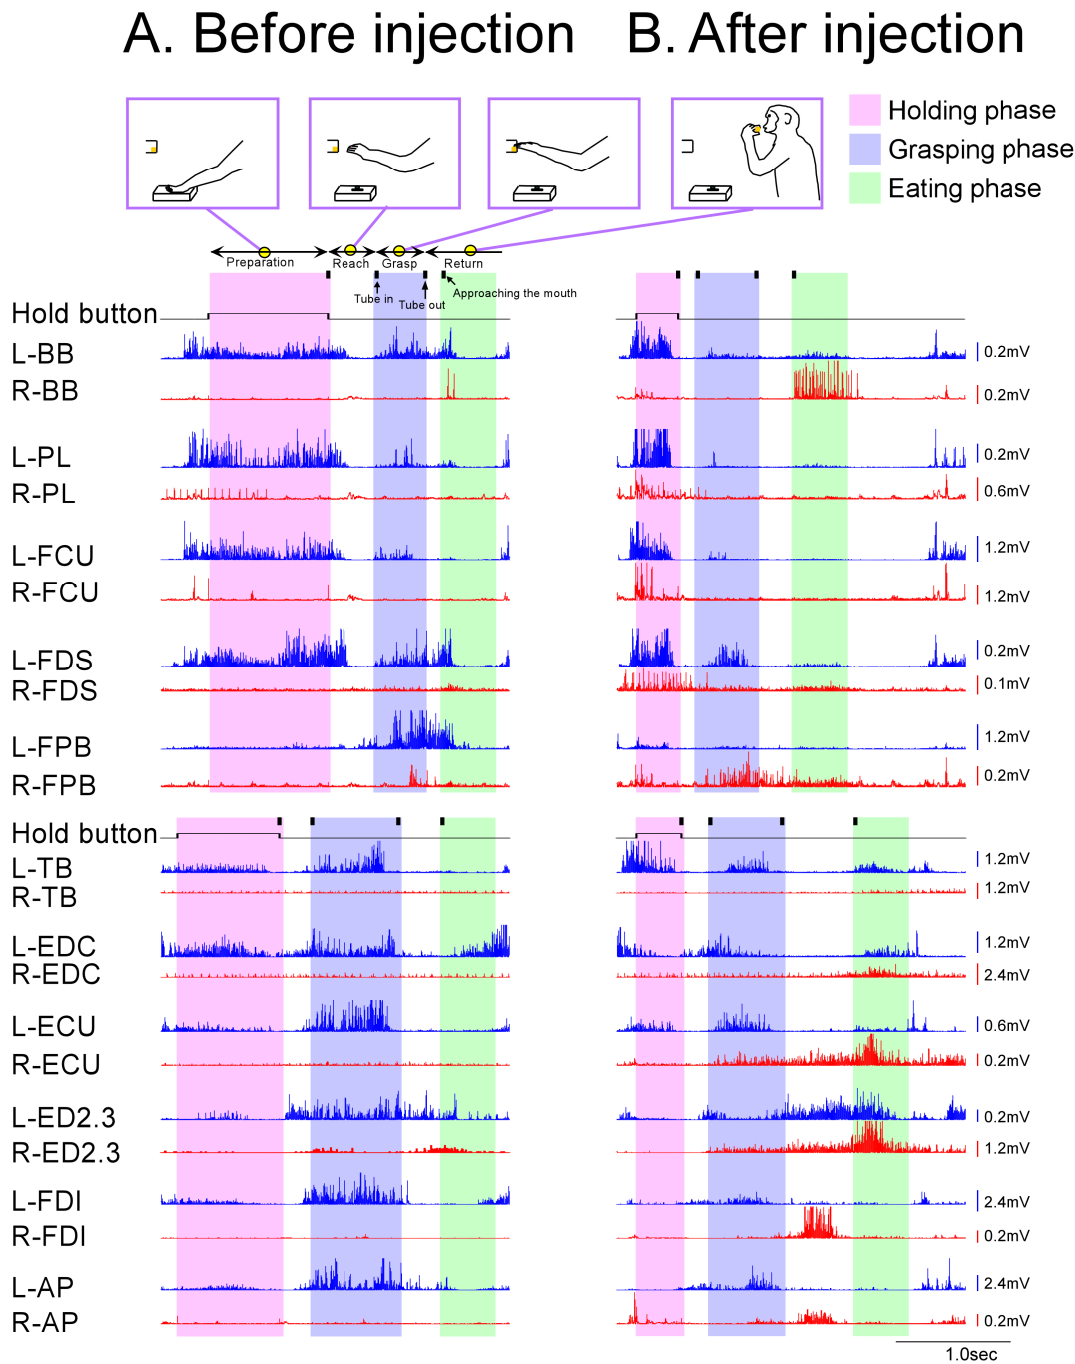 A. Before injection
B. After injection
Holding phase
Grasping phase
Eating phase
Preparation
Reach
Grasp
Return
Tube in
Tube out
Approaching the mouth
Hold button
L-BB
0.2mV
R-BB
0.2mV
L-PL
0.2mV
R-PL
0.6mV
L-FCU
1.2mV
R-FCU
1.2mV
L-FDS
0.2mV
R-FDS
0.1mV
L-FPB
1.2mV
R-FPB
0.2mV
Hold button
L-TB
1.2mV
R-TB
1.2mV
L-EDC
1.2mV
R-EDC
2.4mV
L-ECU
0.6mV
R-ECU
0.2mV
L-ED2.3
0.2mV
R-ED2.3
1.2mV
L-FDI
2.4mV
R-FDI
0.2mV
L-AP
2.4mV
R-AP
0.2mV
1.0sec